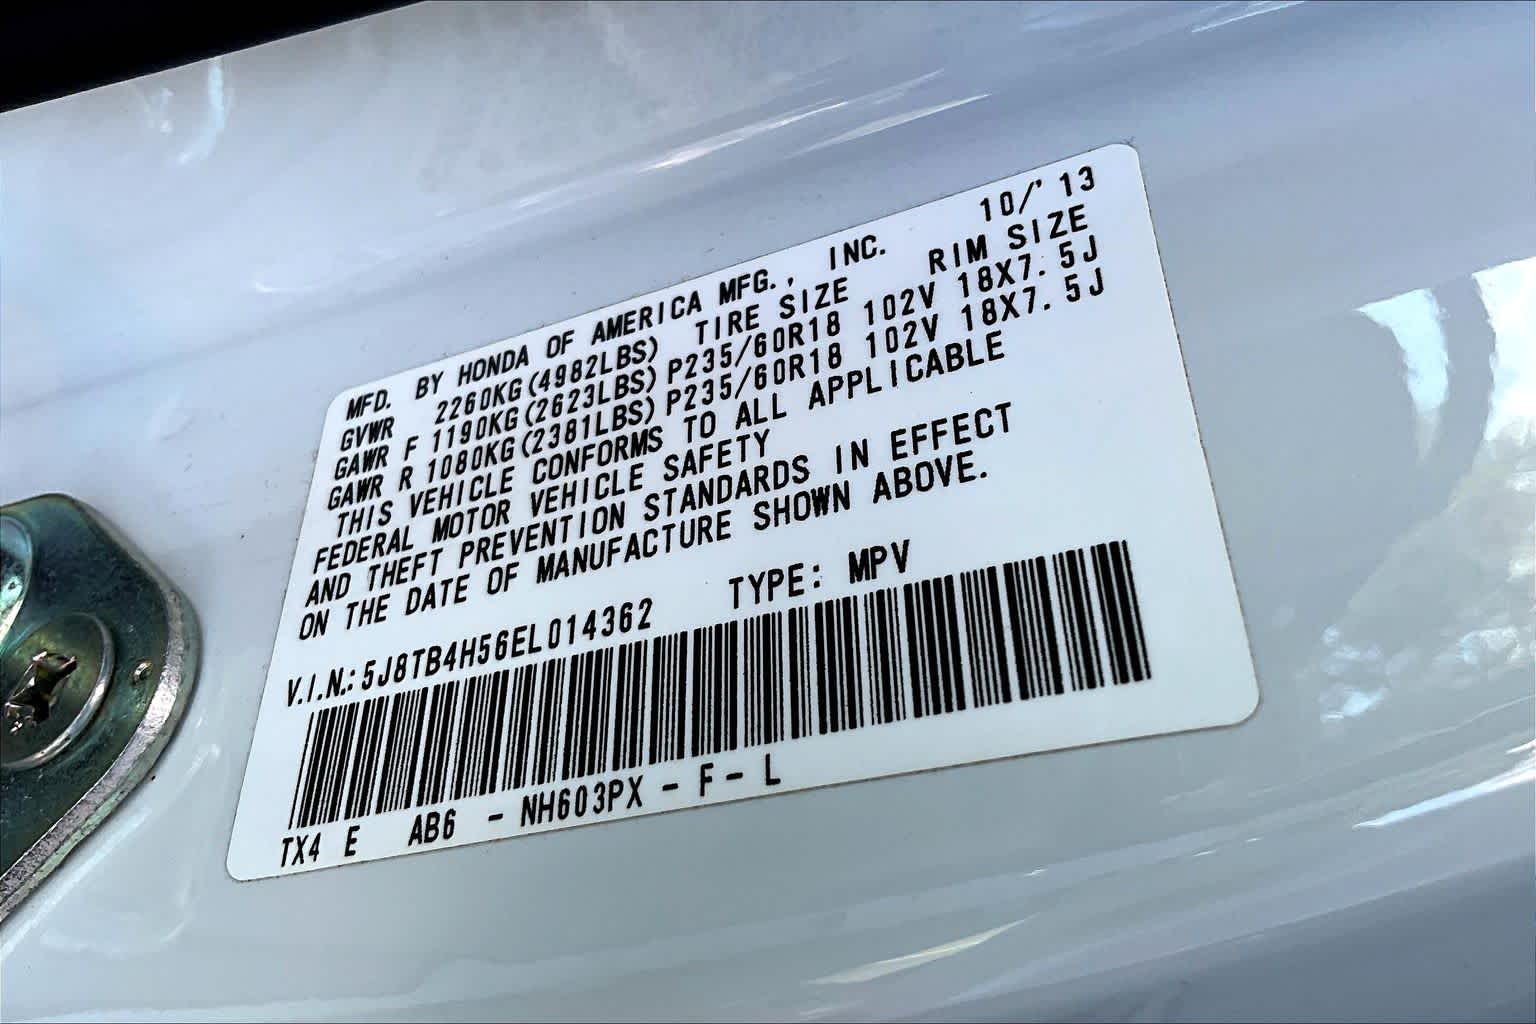 10/'13
MFD. BY HONDA OF AMERICA MFG., INC.
GVWR 2260KG(4982LBS) TIRE SIZE RIM SIZE
GAWR F 1190KG(2623LBS) P235/60R18 102V 18X7.5J
GAWR R 1080KG(2381LBS) P235/60R18 102V 18X7.5J
THIS VEHICLE CONFORMS TO ALL APPLICABLE
FEDERAL MOTOR VEHICLE SAFETY
AND THEFT PREVENTION STANDARDS IN EFFECT
ON THE DATE OF MANUFACTURE SHOWN ABOVE.
V.I.N.: 5J8TB4H56EL014362 TYPE: MPV
TX4 E AB6 - NH603PX - F - L